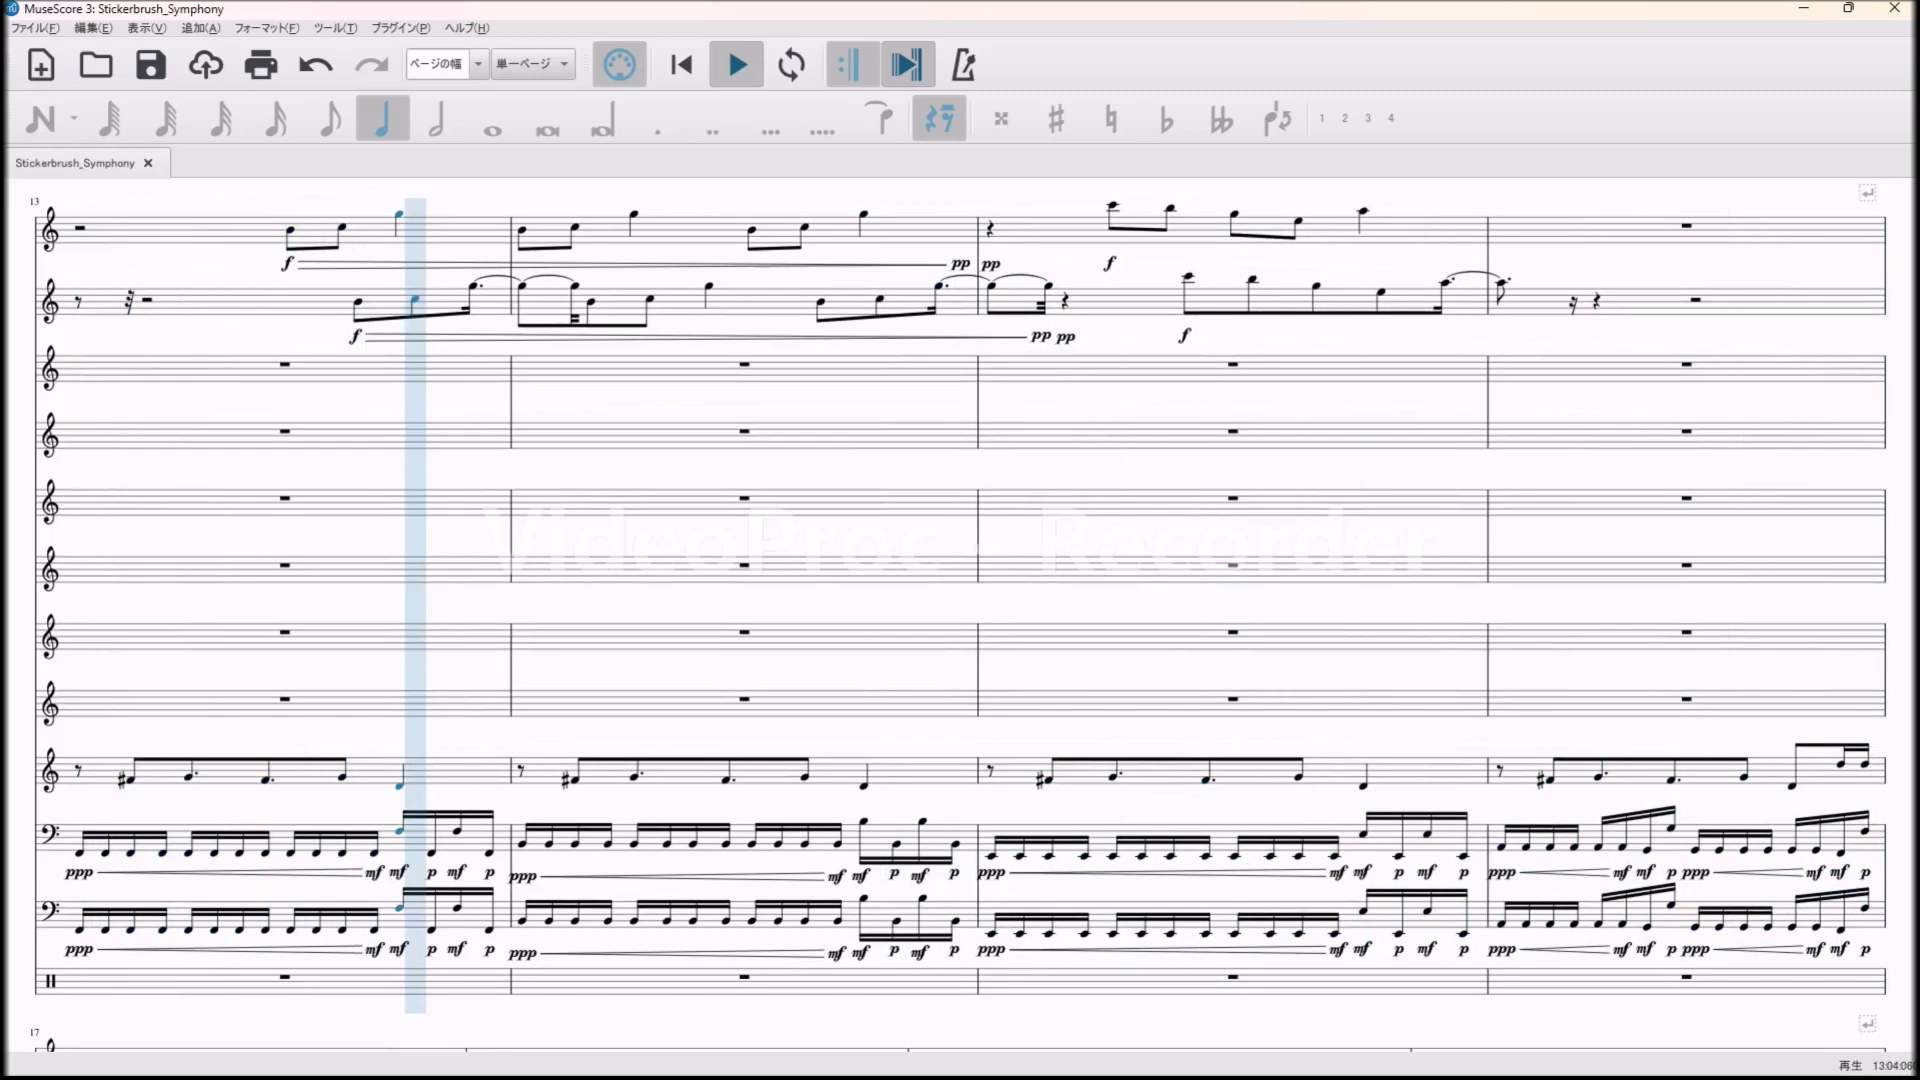 MuseScore 3: Stickerbrush_Symphony
ファイル(F) 編集(E) 表示(V) 追加(A) フォーマット(F) ツール(T) プラグイン(P) ヘルプ(H)
ページの幅 単一ページ
1 2 3 4
Stickerbrush_Symphony
13
f pp pp f
f pp pp f
VideoProc - Recorder
ppp mf mf p mf p ppp mf mf p mf p ppp mf mf p mf p ppp mf mf p ppp mf mf p
ppp mf mf p mf p ppp mf mf p mf p ppp mf mf p mf p ppp mf mf p ppp mf mf p
17
再生 13:04:06